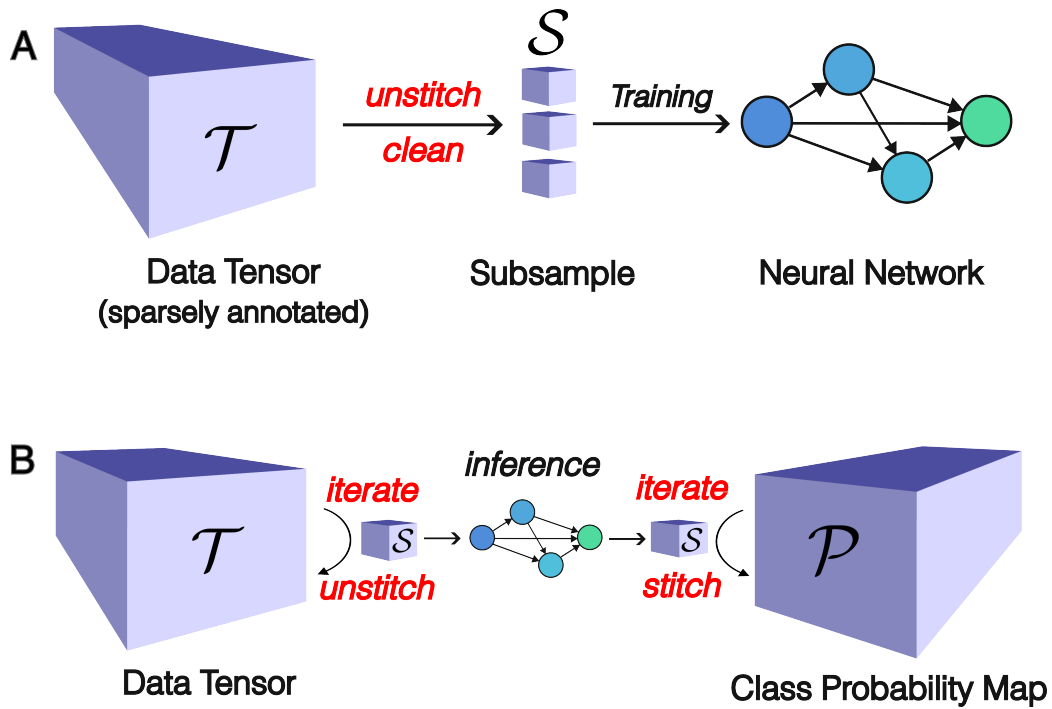 A
𝒯
unstitch
clean
𝒮
Training
Data Tensor
(sparsely annotated)
Subsample
Neural Network
B
𝒯
iterate
unstitch
𝒮
inference
iterate
stitch
𝒮
𝒫
Data Tensor
Class Probability Map